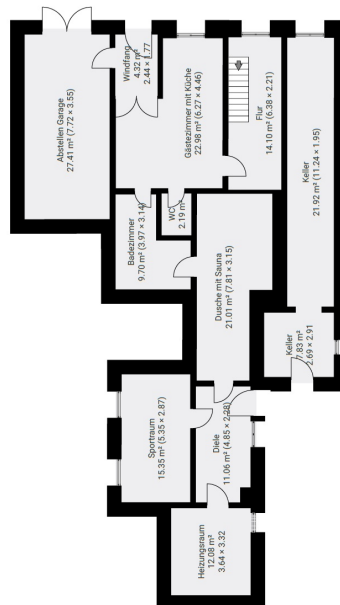 Abstellen Garage
27.41 m² (7.72 × 3.55)
Windfang
4.32 m²
2.44 × 1.77
Gästezimmer mit Küche
22.98 m² (6.27 × 4.46)
Flur
14.10 m² (6.38 × 2.21)
Keller
21.92 m² (11.24 × 1.95)
Badezimmer
9.70 m² (3.97 × 3.14)
WC
2.19 m²
Dusche mit Sauna
21.01 m² (7.81 × 3.15)
Keller
7.83 m²
2.69 × 2.91
Sportraum
15.35 m² (5.35 × 2.87)
Diele
11.06 m² (4.85 × 2.28)
Heizungsraum
12.08 m²
3.64 × 3.32